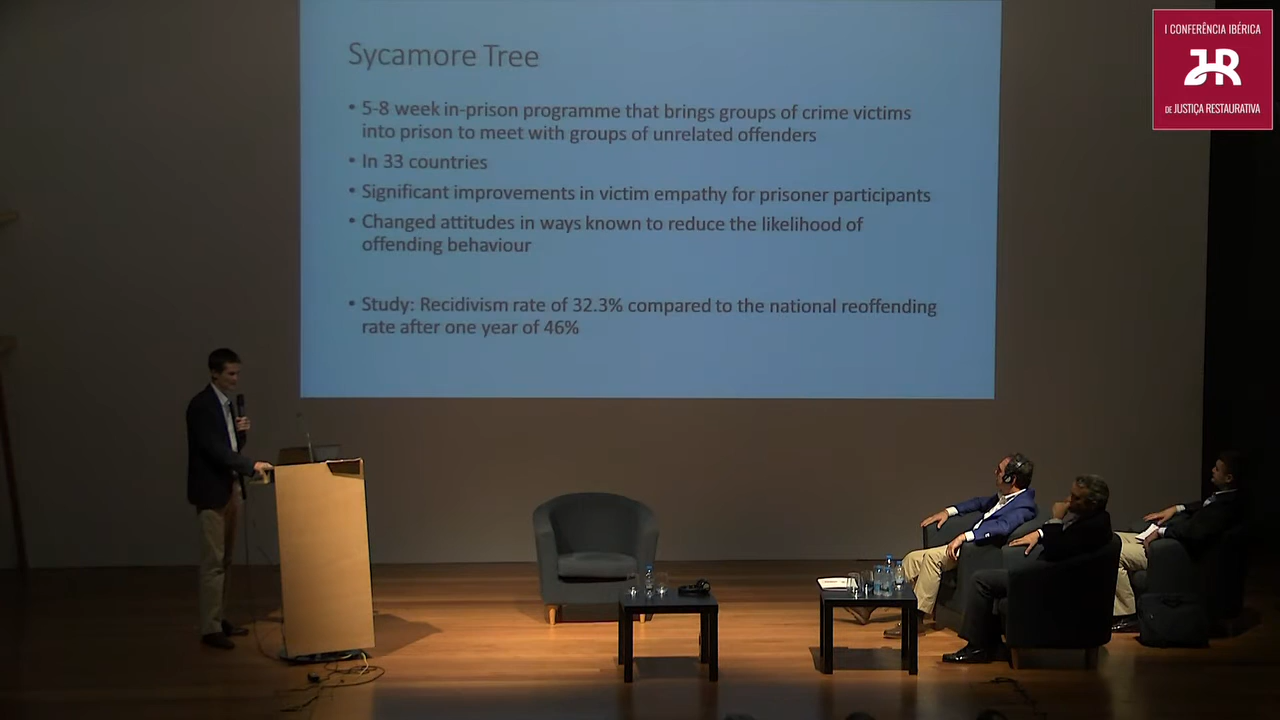 Sycamore Tree
• 5-8 week in-prison programme that brings groups of crime victims
into prison to meet with groups of unrelated offenders
• In 33 countries
• Significant improvements in victim empathy for prisoner participants
• Changed attitudes in ways known to reduce the likelihood of
offending behaviour
• Study: Recidivism rate of 32.3% compared to the national reoffending
rate after one year of 46%
I CONFERÊNCIA IBÉRICA
JR
DE JUSTIÇA RESTAURATIVA